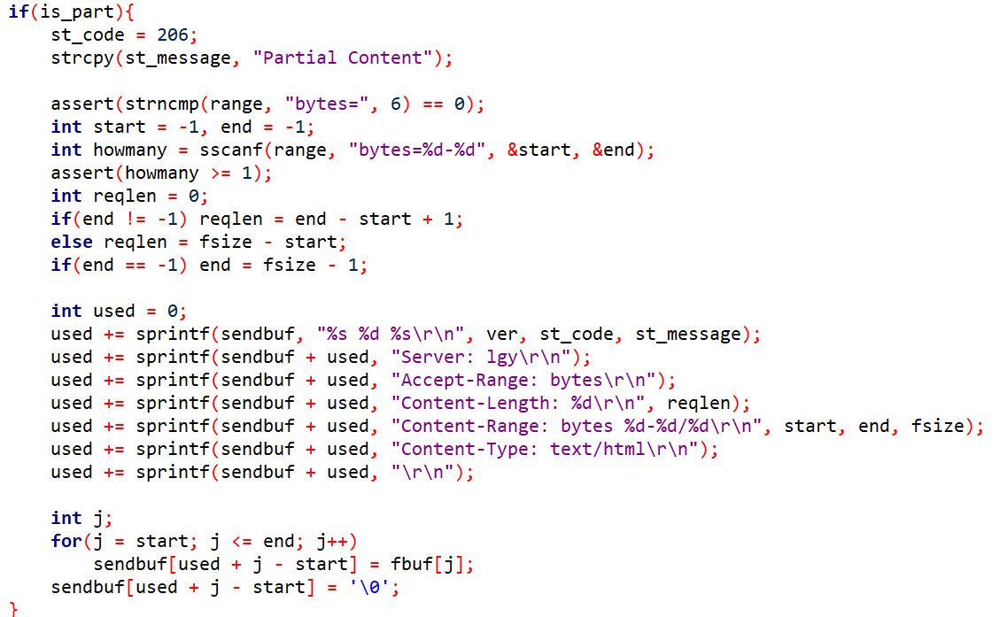 if(is_part){
    st_code = 206;
    strcpy(st_message, "Partial Content");

    assert(strncmp(range, "bytes=", 6) == 0);
    int start = -1, end = -1;
    int howmany = sscanf(range, "bytes=%d-%d", &start, &end);
    assert(howmany >= 1);
    int reqlen = 0;
    if(end != -1) reqlen = end - start + 1;
    else reqlen = fsize - start;
    if(end == -1) end = fsize - 1;

    int used = 0;
    used += sprintf(sendbuf, "%s %d %s\r\n", ver, st_code, st_message);
    used += sprintf(sendbuf + used, "Server: lgy\r\n");
    used += sprintf(sendbuf + used, "Accept-Range: bytes\r\n");
    used += sprintf(sendbuf + used, "Content-Length: %d\r\n", reqlen);
    used += sprintf(sendbuf + used, "Content-Range: bytes %d-%d/%d\r\n", start, end, fsize);
    used += sprintf(sendbuf + used, "Content-Type: text/html\r\n");
    used += sprintf(sendbuf + used, "\r\n");

    int j;
    for(j = start; j <= end; j++)
        sendbuf[used + j - start] = fbuf[j];
    sendbuf[used + j - start] = '\0';
}